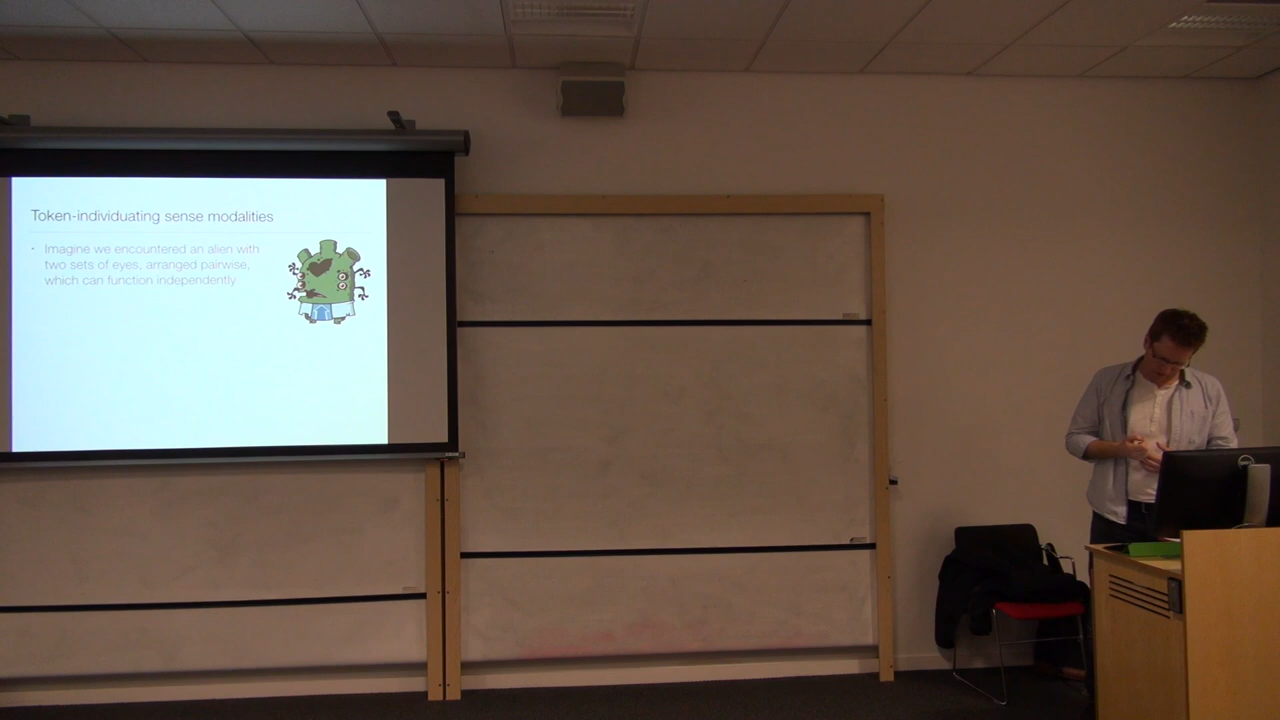 Token-individuating sense modalities
• Imagine we encountered an alien with
two sets of eyes, arranged pairwise,
which can function independently